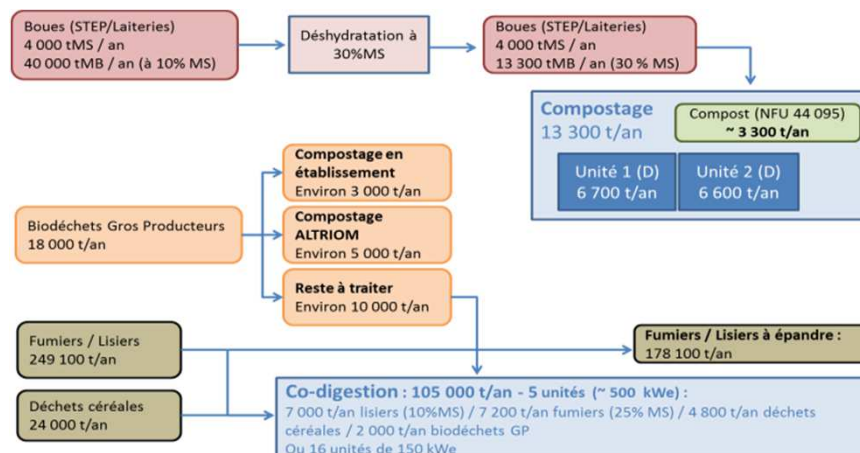 Boues (STEP/Laiteries)
4 000 tMS / an
40 000 tMB / an (à 10% MS)
Déshydratation à
30%MS
Boues (STEP/Laiteries)
4 000 tMS / an
13 300 tMB / an (30 % MS)
Compostage
13 300 t/an
Compost (NFU 44 095)
~ 3 300 t/an
Unité 1 (D)
6 700 t/an
Unité 2 (D)
6 600 t/an
Biodéchets Gros Producteurs
18 000 t/an
Compostage en
établissement
Environ 3 000 t/an
Compostage
ALTRIOM
Environ 5 000 t/an
Reste à traiter
Environ 10 000 t/an
Fumiers / Lisiers
249 100 t/an
Fumiers / Lisiers à épandre :
178 100 t/an
Déchets céréales
24 000 t/an
Co-digestion : 105 000 t/an - 5 unités (~ 500 kWe) :
7 000 t/an lisiers (10%MS) / 7 200 t/an fumiers (25% MS) / 4 800 t/an déchets
céréales / 2 000 t/an biodéchets GP
Ou 16 unités de 150 kWe